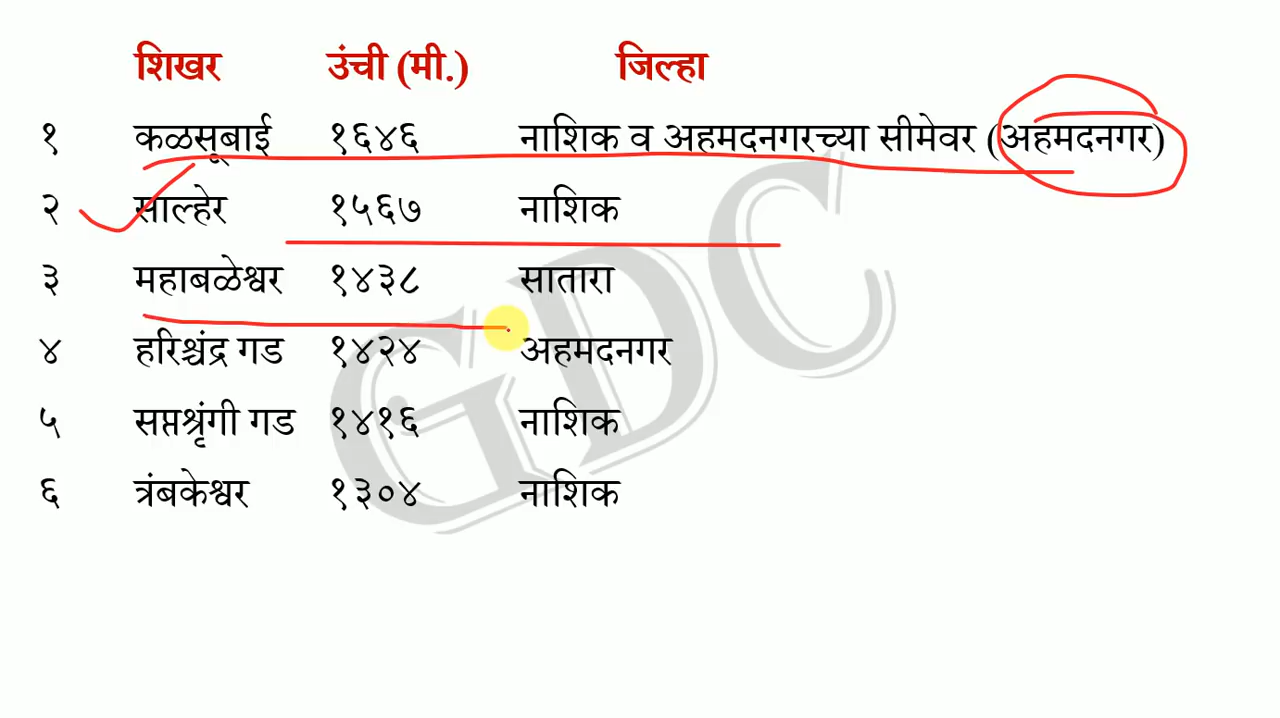 शिखर उंची (मी.) जिल्हा
१ कळसूबाई १६४६ नाशिक व अहमदनगरच्या सीमेवर (अहमदनगर)
२ साल्हेर १५६७ नाशिक
३ महाबळेश्वर १४३८ सातारा
४ हरिश्चंद्र गड १४२४ अहमदनगर
५ सप्तश्रृंगी गड १४१६ नाशिक
६ त्रंबकेश्वर १३०४ नाशिक
GDC